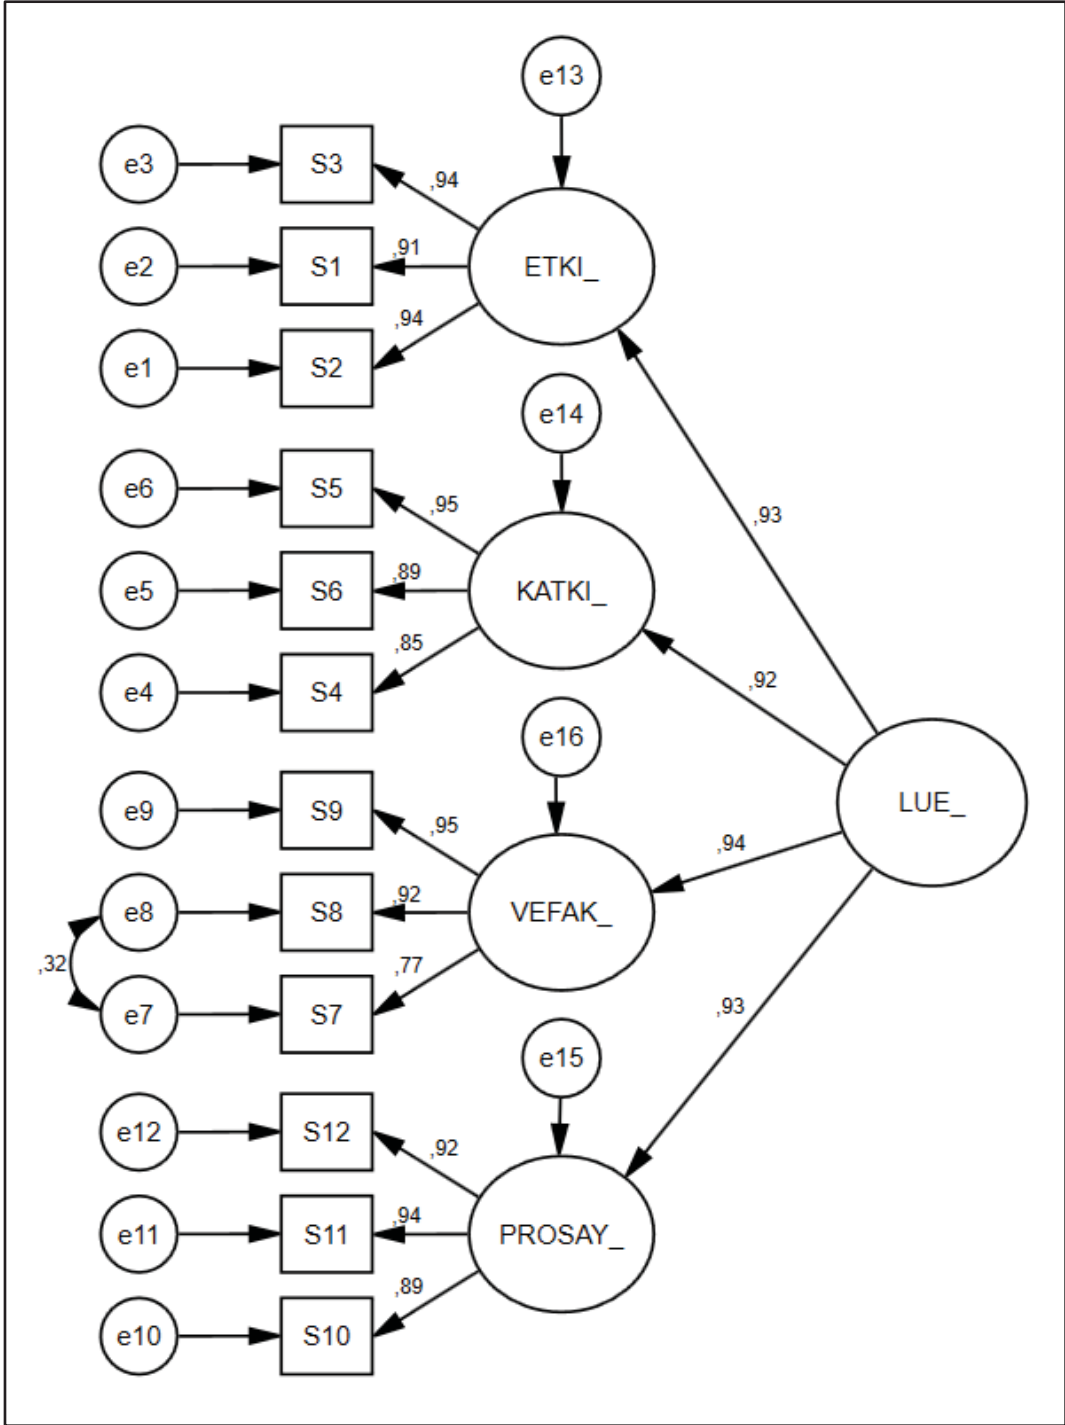 e13
e3
S3
,94
e2
S1
,91
ETKI_
,94
e1
S2
e14
e6
S5
,95
,93
e5
S6
,89
KATKI_
,85
e4
S4
,92
e16
e9
S9
,95
LUE_
,94
e8
S8
,92
VEFAK_
,32
,77
e7
S7
,93
e15
e12
S12
,92
e11
S11
,94
PROSAY_
,89
e10
S10